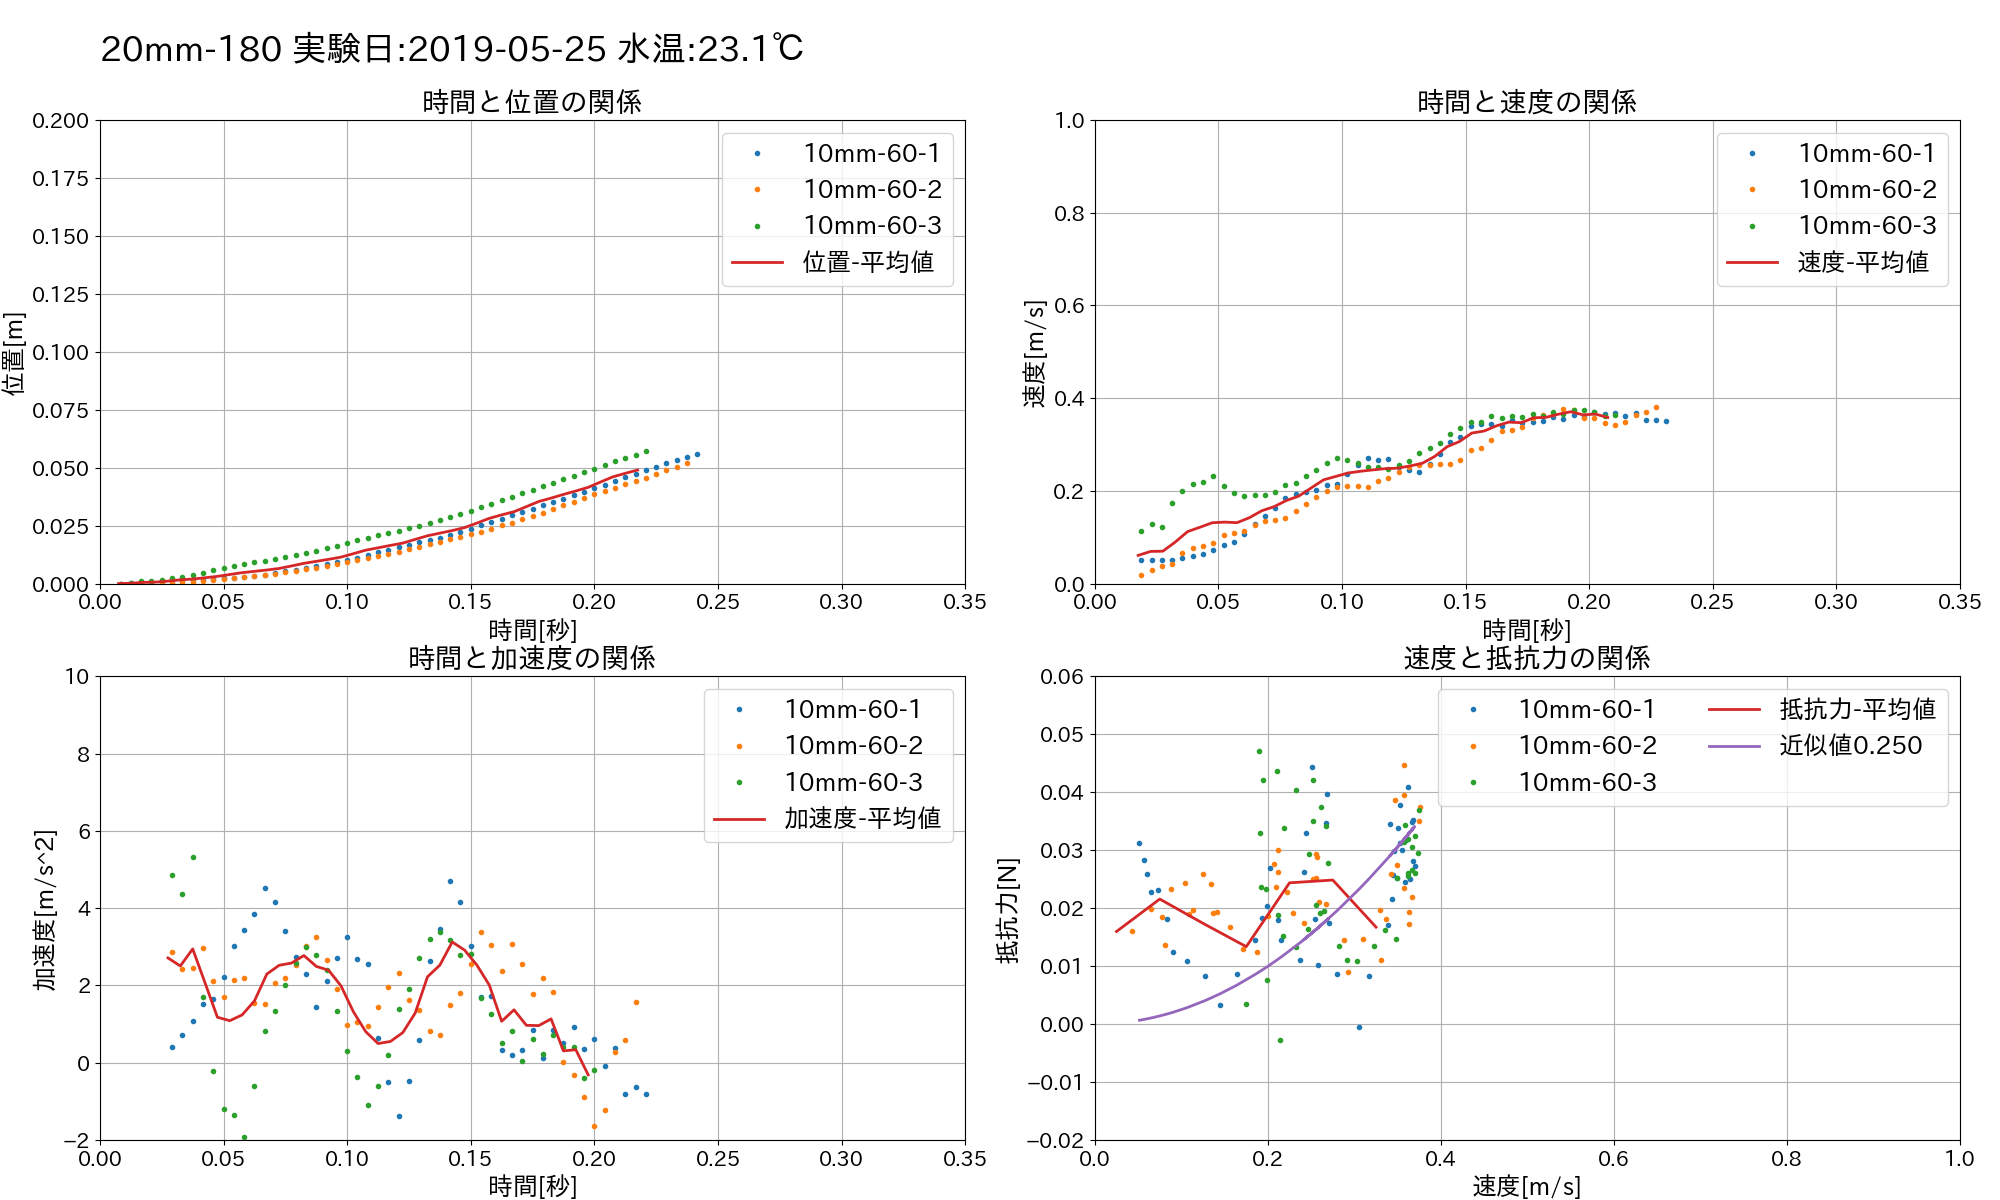 20mm-180 実験日:2019-05-25 水温:23.1℃
時間と位置の関係
位置[m]
0.200
0.175
0.150
0.125
0.100
0.075
0.050
0.025
0.000
10mm-60-1
10mm-60-2
10mm-60-3
位置-平均値
0.00 0.05 0.10 0.15 0.20 0.25 0.30 0.35
時間[秒]
時間と速度の関係
速度[m/s]
1.0
0.8
0.6
0.4
0.2
0.0
10mm-60-1
10mm-60-2
10mm-60-3
速度-平均値
0.00 0.05 0.10 0.15 0.20 0.25 0.30 0.35
時間[秒]
時間と加速度の関係
加速度[m/s^2]
10
8
6
4
2
0
−2
10mm-60-1
10mm-60-2
10mm-60-3
加速度-平均値
0.00 0.05 0.10 0.15 0.20 0.25 0.30 0.35
時間[秒]
速度と抵抗力の関係
抵抗力[N]
0.06
0.05
0.04
0.03
0.02
0.01
0.00
−0.01
−0.02
10mm-60-1
10mm-60-2
10mm-60-3
抵抗力-平均値
近似値0.250
0.0 0.2 0.4 0.6 0.8 1.0
速度[m/s]